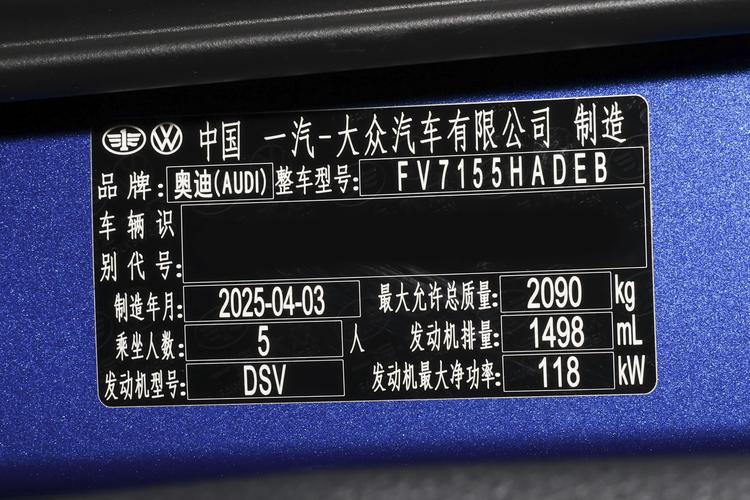 中国 一汽-大众汽车有限公司 制造
品牌:奥迪(AUDI) 整车型号:FV7155HADEB
车辆识
别代号:
制造年月:2025-04-03 最大允许总质量:2090 kg
乘坐人数:5 人 发动机排量:1498 mL
发动机型号:DSV 发动机最大净功率:118 kW